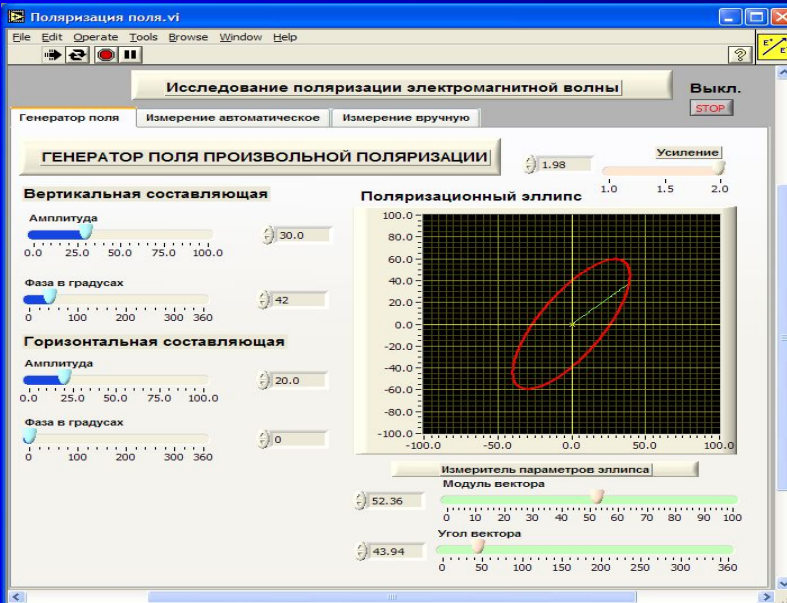 Поляризация поля.vi
File Edit Operate Tools Browse Window Help
Исследование поляризации электромагнитной волны
Выкл.
STOP
Генератор поля Измерение автоматическое Измерение вручную
ГЕНЕРАТОР ПОЛЯ ПРОИЗВОЛЬНОЙ ПОЛЯРИЗАЦИИ
1.98
Усиление
1.0 1.5 2.0
Вертикальная составляющая
Амплитуда
30.0
0.0 25.0 50.0 75.0 100.0
Фаза в градусах
42
0 100 200 300 360
Горизонтальная составляющая
Амплитуда
20.0
0.0 25.0 50.0 75.0 100.0
Фаза в градусах
0
0 100 200 300 360
Поляризационный эллипс
100.0
80.0
60.0
40.0
20.0
0.0
-20.0
-40.0
-60.0
-80.0
-100.0
-100.0 -50.0 0.0 50.0 100.0
Измеритель параметров эллипса
Модуль вектора
52.36
0 10 20 30 40 50 60 70 80 90 100
Угол вектора
43.94
0 50 100 150 200 250 300 360